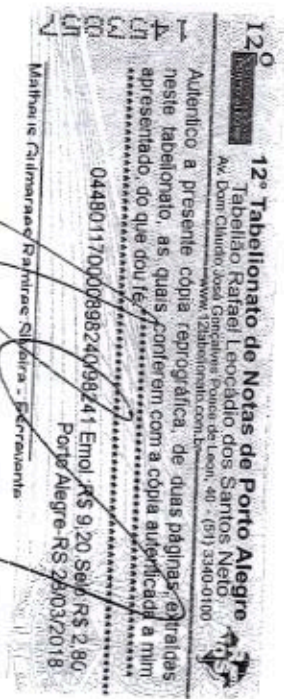 12º
12º Tabelionato de Notas de Porto Alegre
Tabelião Rafael Leocádio dos Santos Neto
Av. Dom Cláudio José Gonçalves Ponce de Leon, 40 - (51) 3340-0100
www.12tabelionato.com.br
Autentico a presente cópia reprográfica, de duas páginas, extraídas
neste tabelionato, as quais conferem com a cópia autenticada a mim
apresentado, do que dou fé.
Emol: R$ 9,20 Selo R$ 2,80
Porto Alegre-RS 28/03/2018
Matheus Guimaraes Ramires Silveira - Escrevente